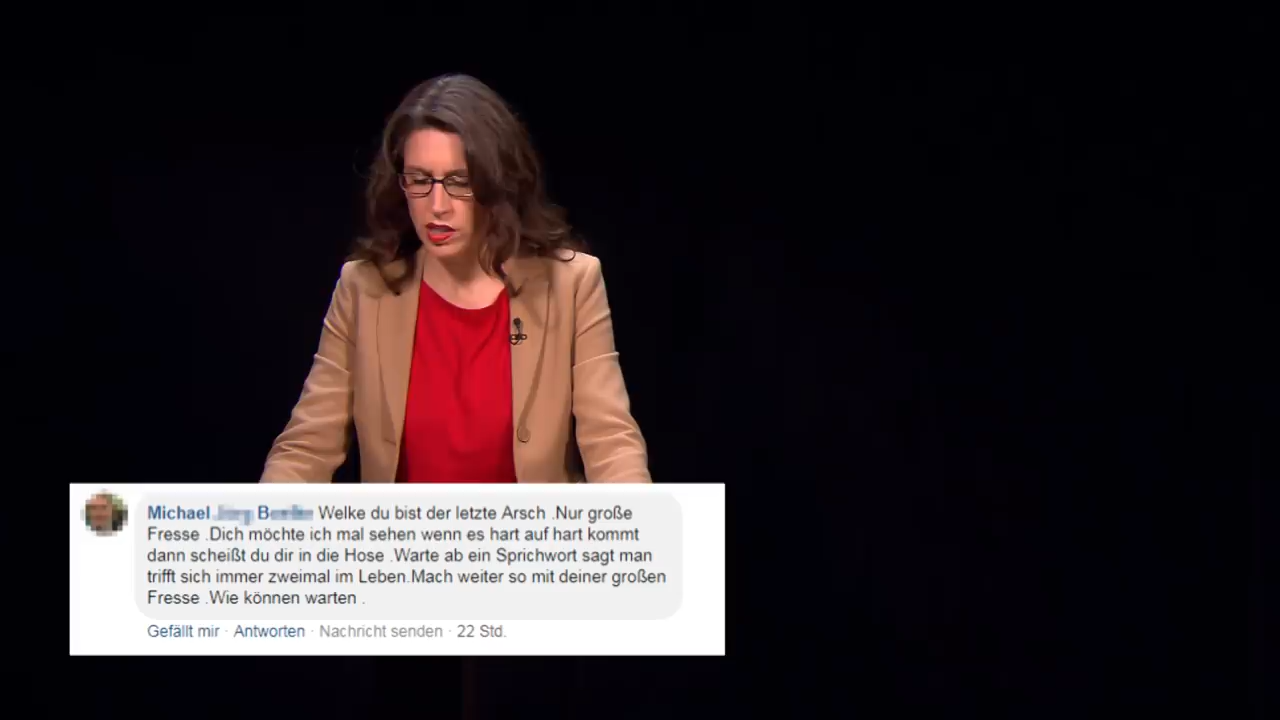 Michael Welke du bist der letzte Arsch .Nur große
Fresse .Dich möchte ich mal sehen wenn es hart auf hart kommt
dann scheißt du dir in die Hose .Warte ab ein Sprichwort sagt man
trifft sich immer zweimal im Leben.Mach weiter so mit deiner großen
Fresse .Wie können warten .
Gefällt mir · Antworten · Nachricht senden · 22 Std.